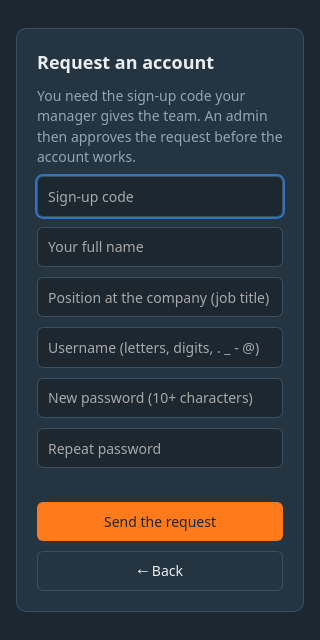 Request an account
You need the sign-up code your
manager gives the team. An admin
then approves the request before the
account works.
Sign-up code
Your full name
Position at the company (job title)
Username (letters, digits, . _ - @)
New password (10+ characters)
Repeat password
Send the request
← Back